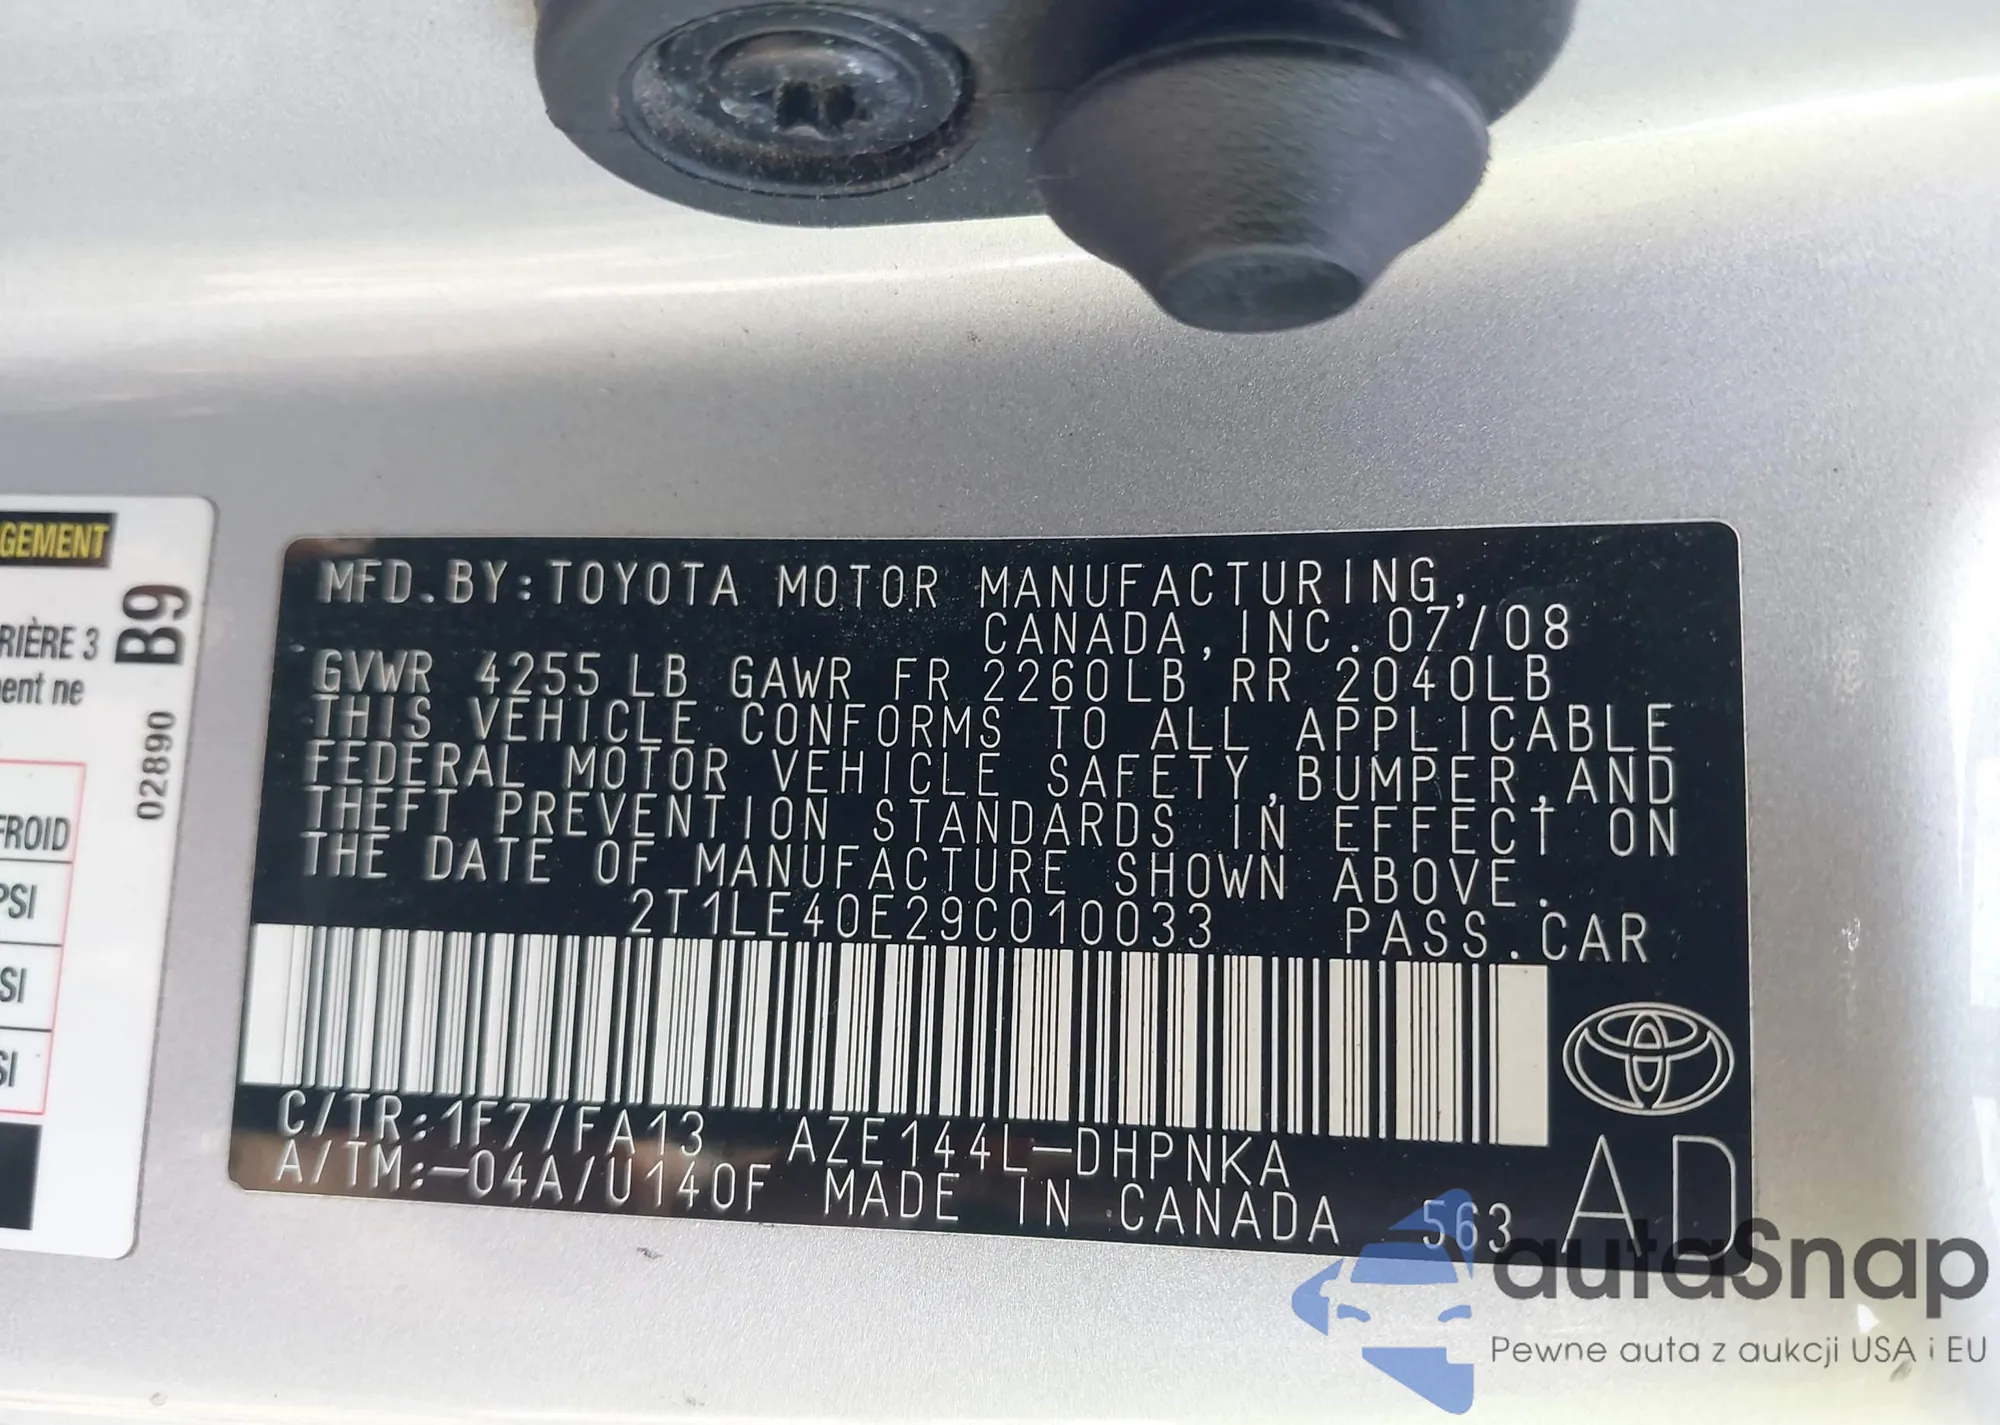 MFD.BY:TOYOTA MOTOR MANUFACTURING,
CANADA,INC.07/08
GVWR 4255LB GAWR FR 2260LB RR 2040LB
THIS VEHICLE CONFORMS TO ALL APPLICABLE
FEDERAL MOTOR VEHICLE SAFETY,BUMPER,AND
THEFT PREVENTION STANDARDS IN EFFECT ON
THE DATE OF MANUFACTURE SHOWN ABOVE.
2T1LE40E29C010033 PASS.CAR
C/TR:1F7/FA13 AZE144L-DHPNKA
A/TM:-04A/U140F MADE IN CANADA 563
AD
GEMENT
B9
RIÈRE 3
ent ne
02890
FROID
PSI
SI
SI
autaSnap
Pewne auta z aukcji USA i EU